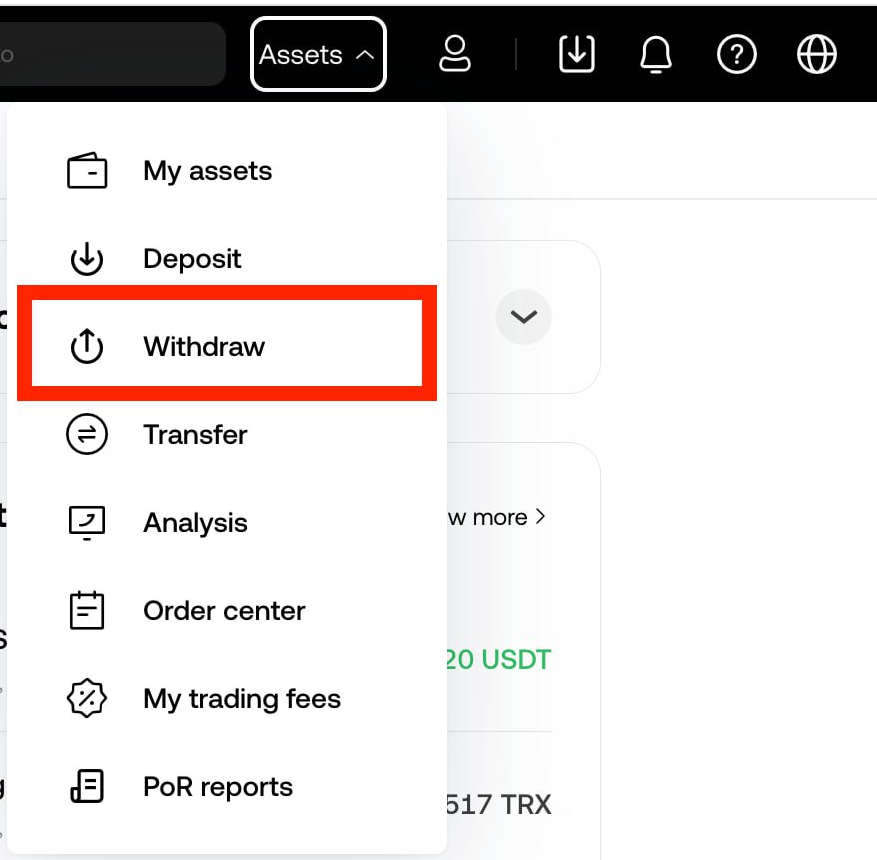 Assets
My assets
Deposit
Withdraw
Transfer
Analysis
more
Order center
20 USDT
My trading fees
PoR reports
517 TRX